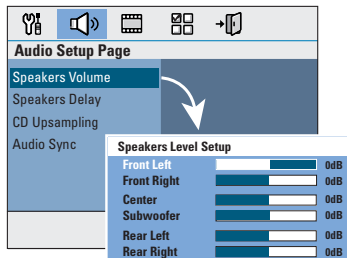 Audio Setup Page
Speakers Volume
Speakers Delay
CD Upsampling
Audio Sync
Speakers Level Setup
Front Left 0dB
Front Right 0dB
Center 0dB
Subwoofer 0dB
Rear Left 0dB
Rear Right 0dB